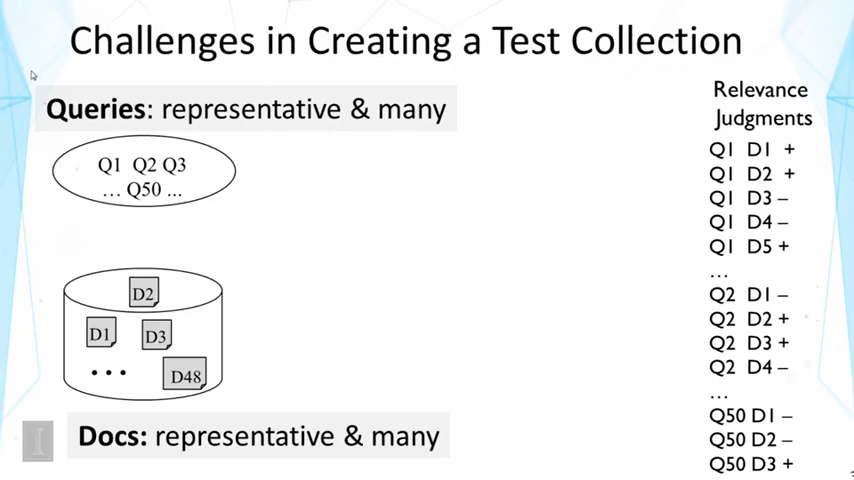 Challenges in Creating a Test Collection
Queries: representative & many
Q1 Q2 Q3
... Q50 ...
D2
D1 D3
... D48
Docs: representative & many
Relevance
Judgments
Q1 D1 +
Q1 D2 +
Q1 D3 –
Q1 D4 –
Q1 D5 +
...
Q2 D1 –
Q2 D2 +
Q2 D3 +
Q2 D4 –
...
Q50 D1 –
Q50 D2 –
Q50 D3 +